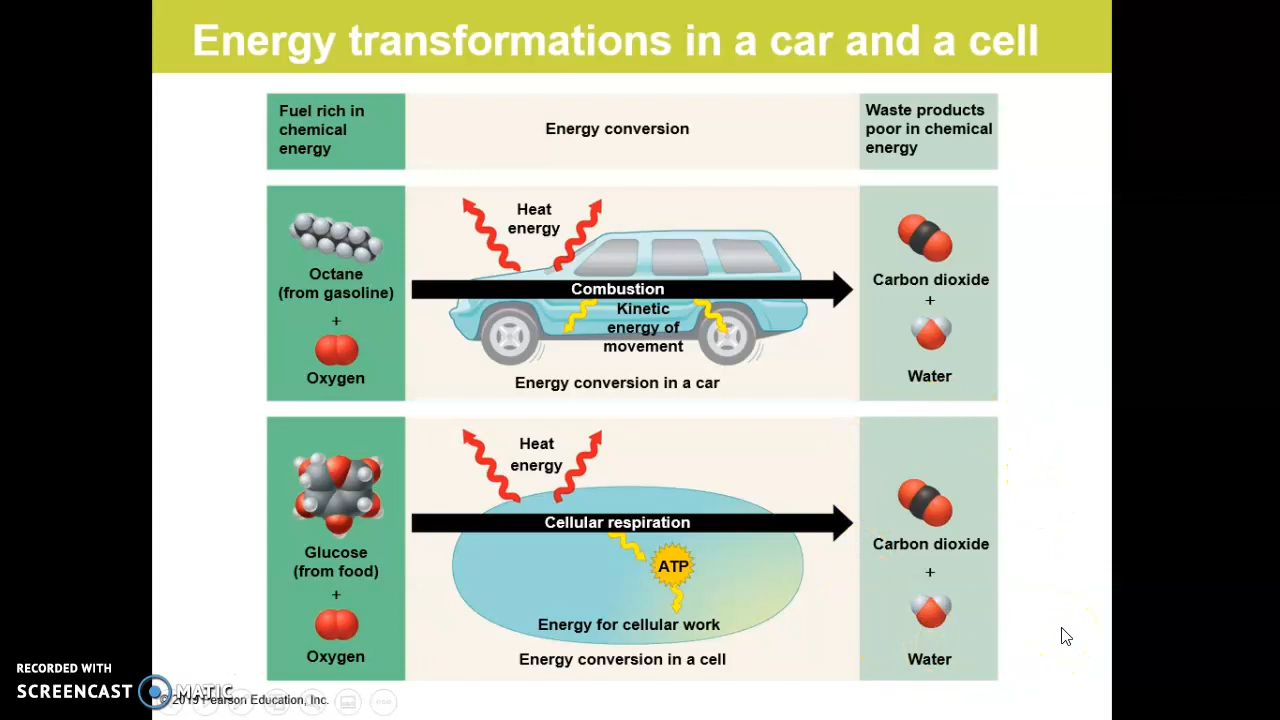 Energy transformations in a car and a cell
Fuel rich in
chemical
energy
Energy conversion
Waste products
poor in chemical
energy
Octane
(from gasoline)
+
Oxygen
Heat
energy
Combustion
Kinetic
energy of
movement
Energy conversion in a car
Carbon dioxide
+
Water
Glucose
(from food)
+
Oxygen
Heat
energy
Cellular respiration
ATP
Energy for cellular work
Energy conversion in a cell
Carbon dioxide
+
Water
RECORDED WITH
SCREENCAST MATIC
© 2019 Pearson Education, Inc.